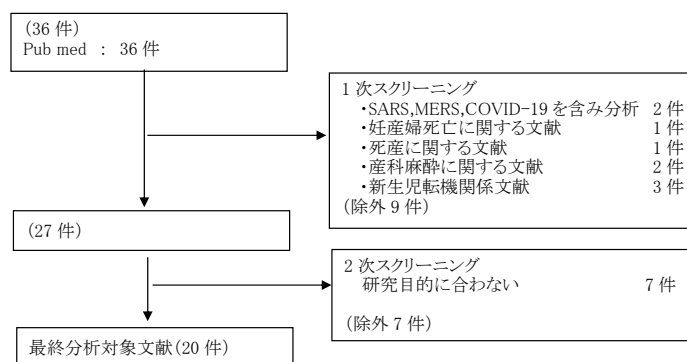 (36 件)
Pub med ： 36 件
1 次スクリーニング
・SARS,MERS,COVID-19 を含み分析 2 件
・妊産婦死亡に関する文献 1 件
・死産に関する文献 1 件
・産科麻酔に関する文献 2 件
・新生児転機関係文献 3 件
(除外 9 件)
(27 件)
2 次スクリーニング
研究目的に合わない 7 件
(除外 7 件)
最終分析対象文献(20 件)